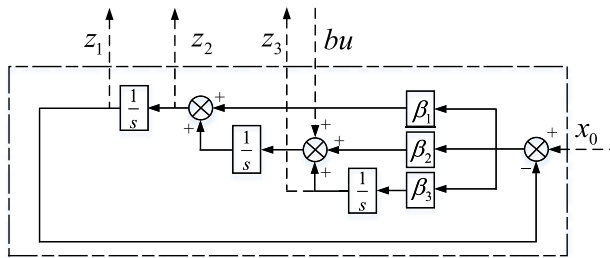 z₁ z₂ z₃ bu
1/s + + β₁
+ 1/s + + β₂ + x₀
+ 1/s β₃ −